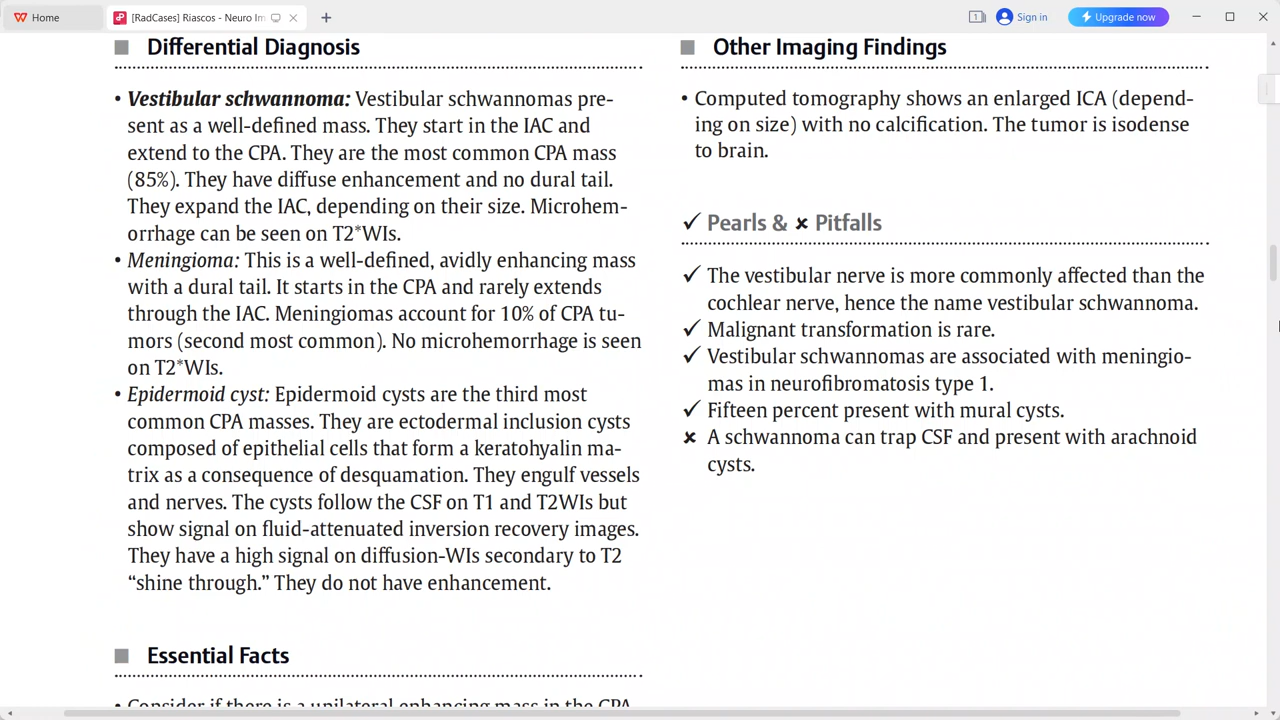 Home
[RadCases] Riascos - Neuro Im
1
Sign in
Upgrade now
Differential Diagnosis
• Vestibular schwannoma: Vestibular schwannomas pre-
sent as a well-defined mass. They start in the IAC and
extend to the CPA. They are the most common CPA mass
(85%). They have diffuse enhancement and no dural tail.
They expand the IAC, depending on their size. Microhem-
orrhage can be seen on T2*WIs.
• Meningioma: This is a well-defined, avidly enhancing mass
with a dural tail. It starts in the CPA and rarely extends
through the IAC. Meningiomas account for 10% of CPA tu-
mors (second most common). No microhemorrhage is seen
on T2*WIs.
• Epidermoid cyst: Epidermoid cysts are the third most
common CPA masses. They are ectodermal inclusion cysts
composed of epithelial cells that form a keratohyalin ma-
trix as a consequence of desquamation. They engulf vessels
and nerves. The cysts follow the CSF on T1 and T2WIs but
show signal on fluid-attenuated inversion recovery images.
They have a high signal on diffusion-WIs secondary to T2
“shine through.” They do not have enhancement.
Essential Facts
• Consider if there is a unilateral enhancing mass in the CPA
Other Imaging Findings
• Computed tomography shows an enlarged ICA (depend-
ing on size) with no calcification. The tumor is isodense
to brain.
✓ Pearls & ✗ Pitfalls
✓ The vestibular nerve is more commonly affected than the
cochlear nerve, hence the name vestibular schwannoma.
✓ Malignant transformation is rare.
✓ Vestibular schwannomas are associated with meningio-
mas in neurofibromatosis type 1.
✓ Fifteen percent present with mural cysts.
✗ A schwannoma can trap CSF and present with arachnoid
cysts.